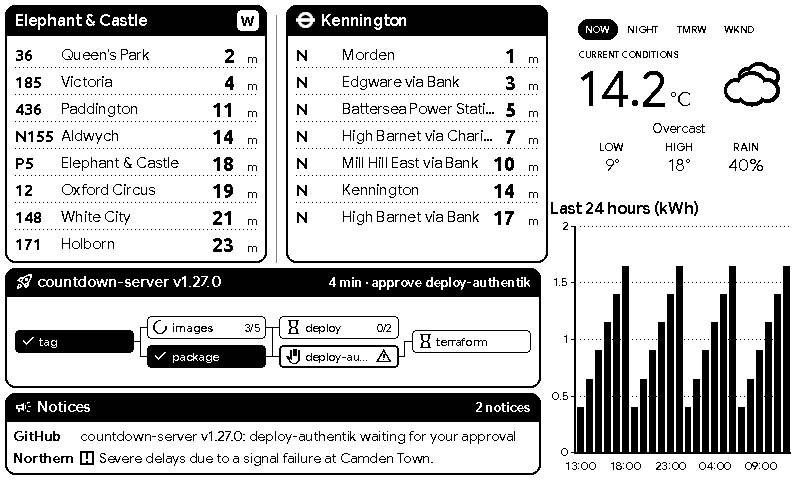 Elephant & Castle W
36 Queen's Park 2 m
185 Victoria 4 m
436 Paddington 11 m
N155 Aldwych 14 m
P5 Elephant & Castle 18 m
12 Oxford Circus 19 m
148 White City 21 m
171 Holborn 23 m
Kennington
N Morden 1 m
N Edgware via Bank 3 m
N Battersea Power Stati... 5 m
N High Barnet via Chari... 7 m
N Mill Hill East via Bank 10 m
N Kennington 14 m
N High Barnet via Bank 17 m
NOW NIGHT TMRW WKND
CURRENT CONDITIONS
14.2°C
Overcast
LOW HIGH RAIN
9° 18° 40%
countdown-server v1.27.0 4 min · approve deploy-authentik
tag
images 3/5
package
deploy 0/2
deploy-au...
terraform
Notices 2 notices
GitHub countdown-server v1.27.0: deploy-authentik waiting for your approval
Northern Severe delays due to a signal failure at Camden Town.
Last 24 hours (kWh)
2
1.5
1
0.5
0
13:00 18:00 23:00 04:00 09:00